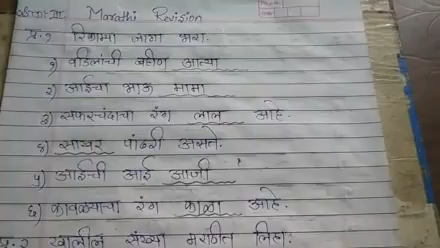 Marathi Revision
प्र.१ रिकाम्या जागा भरा.
१) वडिलांची बहीण आत्या
२) आईचा भाऊ मामा
३) सफरचंदाचा रंग लाल आहे.
४) साखर पांढरी असते.
५) आईची आई आजी
६) कावळ्याचा रंग काळा आहे.
प्र.२ खालील संख्या मराठीत लिहा: